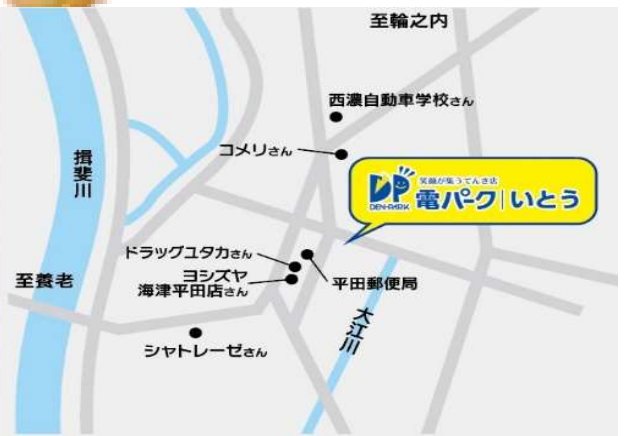 至輪之内
西濃自動車学校さん
コメリさん
揖斐川
DP
DEN-PARK
笑顔が集うでんき店
電パーク|いとう
ドラッグユタカさん
ヨシズヤ
海津平田店さん
至養老
平田郵便局
大江川
シャトレーゼさん